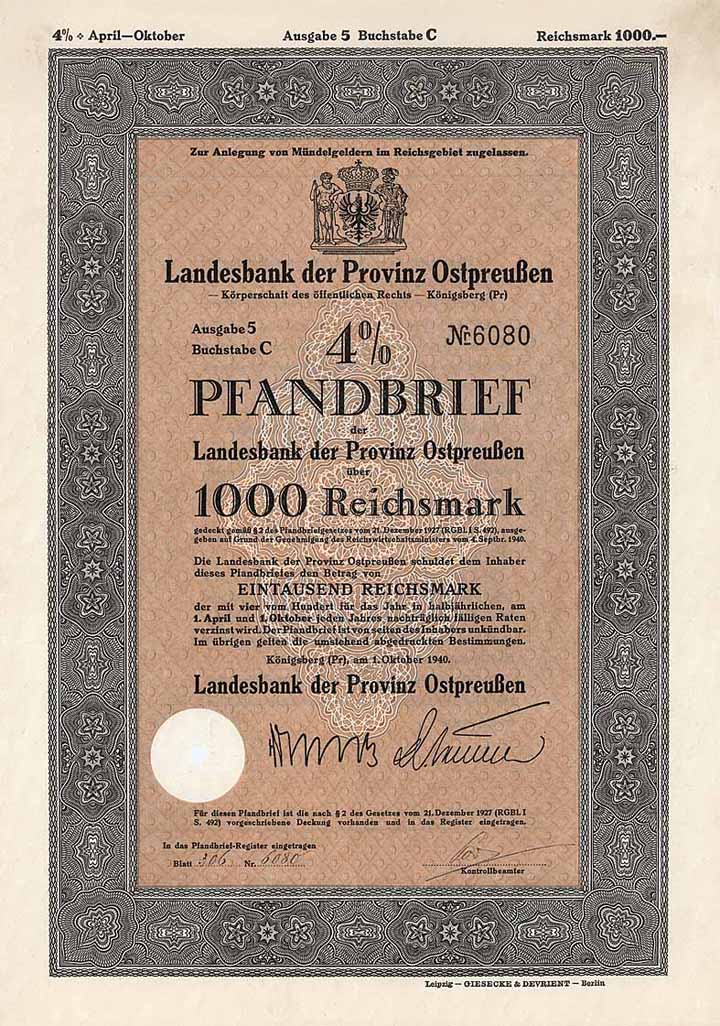 4% ÷ April—Oktober Ausgabe 5 Buchstabe C Reichsmark 1000.—
Zur Anlegung von Mündelgeldern im Reichsgebiet zugelassen.
Landesbank der Provinz Ostpreußen
— Körperschaft des öffentlichen Rechts — Königsberg (Pr)
Ausgabe 5
Buchstabe C
4%
№ 6080
PFANDBRIEF
der
Landesbank der Provinz Ostpreußen
über
1000 Reichsmark
gedeckt gemäß § 2 des Pfandbriefgesetzes vom 21. Dezember 1927 (RGBl. I S. 492), ausge-
geben auf Grund der Genehmigung des Reichswirtschaftsministers vom 4. Septbr. 1940.
Die Landesbank der Provinz Ostpreußen schuldet dem Inhaber
dieses Pfandbriefes den Betrag von
EINTAUSEND REICHSMARK
der mit vier vom Hundert für das Jahr in halbjährlichen, am
1. April und 1. Oktober jeden Jahres nachträglich fälligen Raten
verzinst wird. Der Pfandbrief ist von seiten des Inhabers unkündbar.
Im übrigen gelten die umstehend abgedruckten Bestimmungen.
Königsberg (Pr), am 1. Oktober 1940.
Landesbank der Provinz Ostpreußen
Für diesen Pfandbrief ist die nach § 2 des Gesetzes vom 21. Dezember 1927 (RGBl. I
S. 492) vorgeschriebene Deckung vorhanden und in das Register eingetragen.
In das Pfandbrief-Register eingetragen
Blatt 306 Nr. 6080
Kontrollbeamter
Leipzig — GIESECKE & DEVRIENT — Berlin